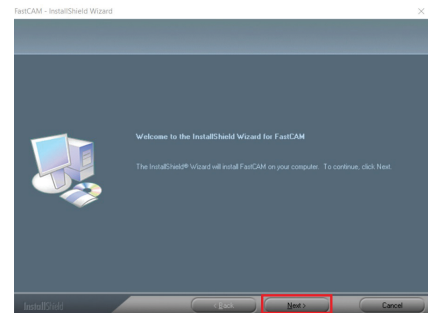 FastCAM - InstallShield Wizard
Welcome to the InstallShield Wizard for FastCAM
The InstallShield® Wizard will install FastCAM on your computer. To continue, click Next.
InstallShield
< Back
Next >
Cancel